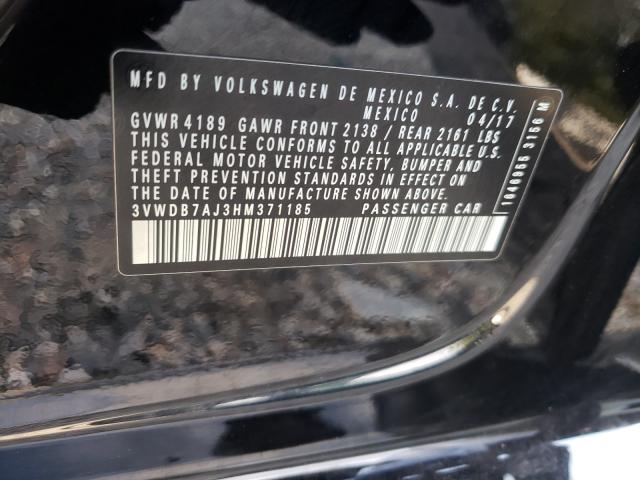 MFD BY VOLKSWAGEN DE MEXICO S.A. DE C.V.
MEXICO 04/17
GVWR 4189 GAWR FRONT 2138 / REAR 2161 LBS
THIS VEHICLE CONFORMS TO ALL APPLICABLE U.S.
FEDERAL MOTOR VEHICLE SAFETY, BUMPER AND
THEFT PREVENTION STANDARDS IN EFFECT ON
THE DATE OF MANUFACTURE SHOWN ABOVE.
3VWDB7AJ3HM371185 PASSENGER CAR